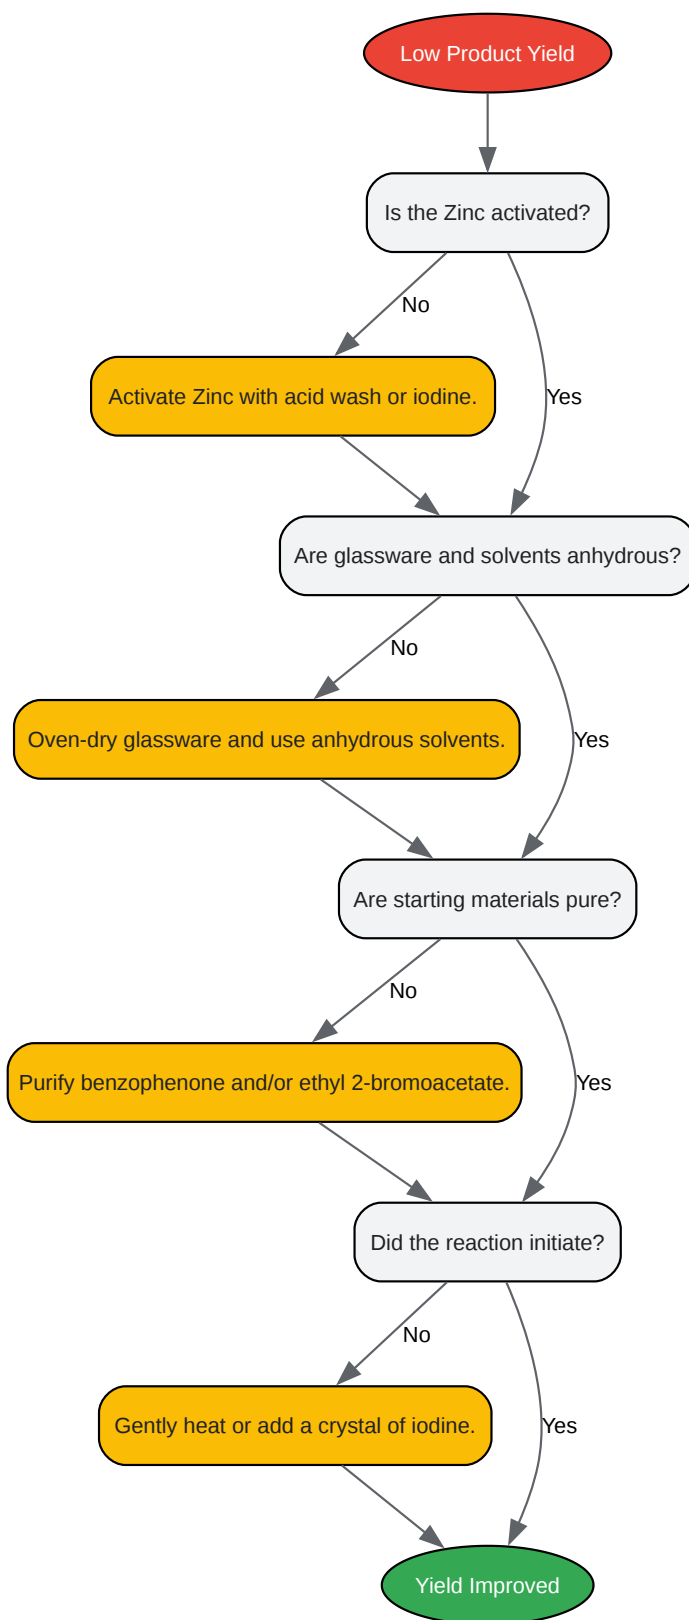 Low Product Yield
Is the Zinc activated?
No
Activate Zinc with acid wash or iodine.
Yes
Are glassware and solvents anhydrous?
No
Oven-dry glassware and use anhydrous solvents.
Yes
Are starting materials pure?
No
Purify benzophenone and/or ethyl 2-bromoacetate.
Yes
Did the reaction initiate?
No
Gently heat or add a crystal of iodine.
Yes
Yield Improved